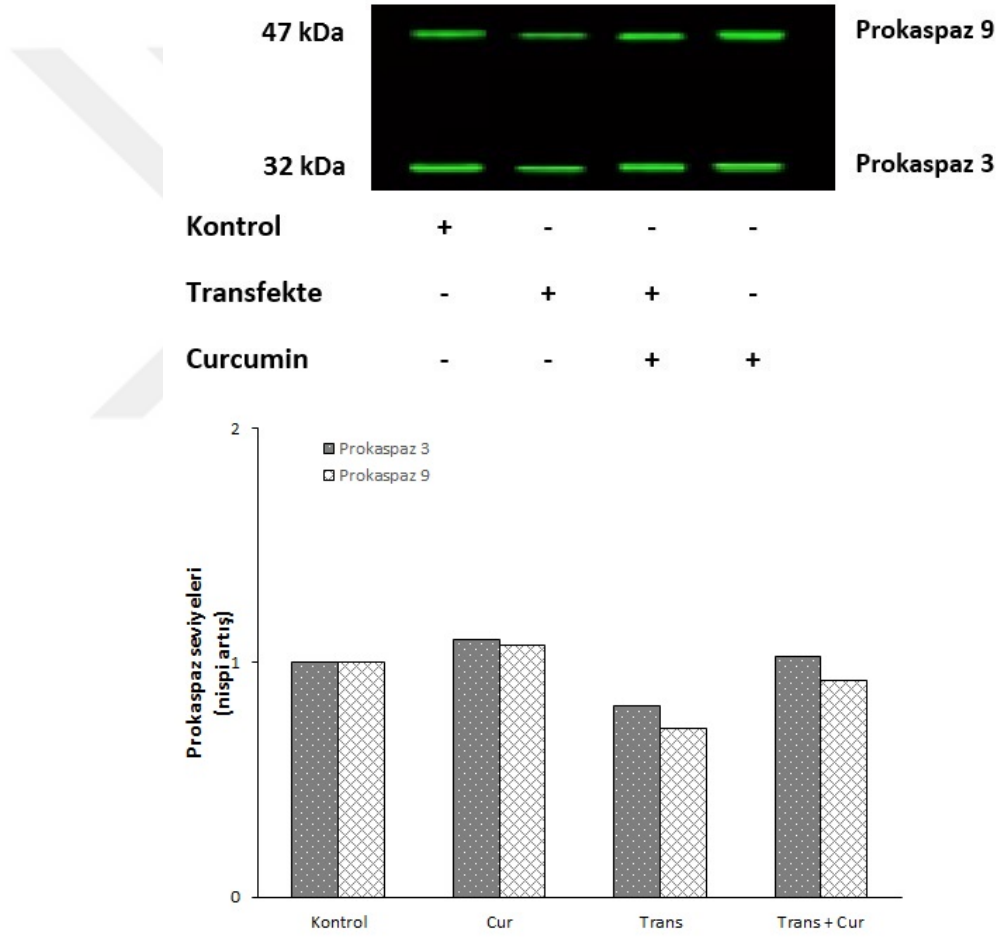 47 kDa Prokaspaz 9
32 kDa Prokaspaz 3
Kontrol + - - -
Transfekte - + + -
Curcumin - - + +
2
Prokaspaz 3
Prokaspaz 9
Prokaspaz seviyeleri
(nispi artış)
1
0
Kontrol Cur Trans Trans + Cur